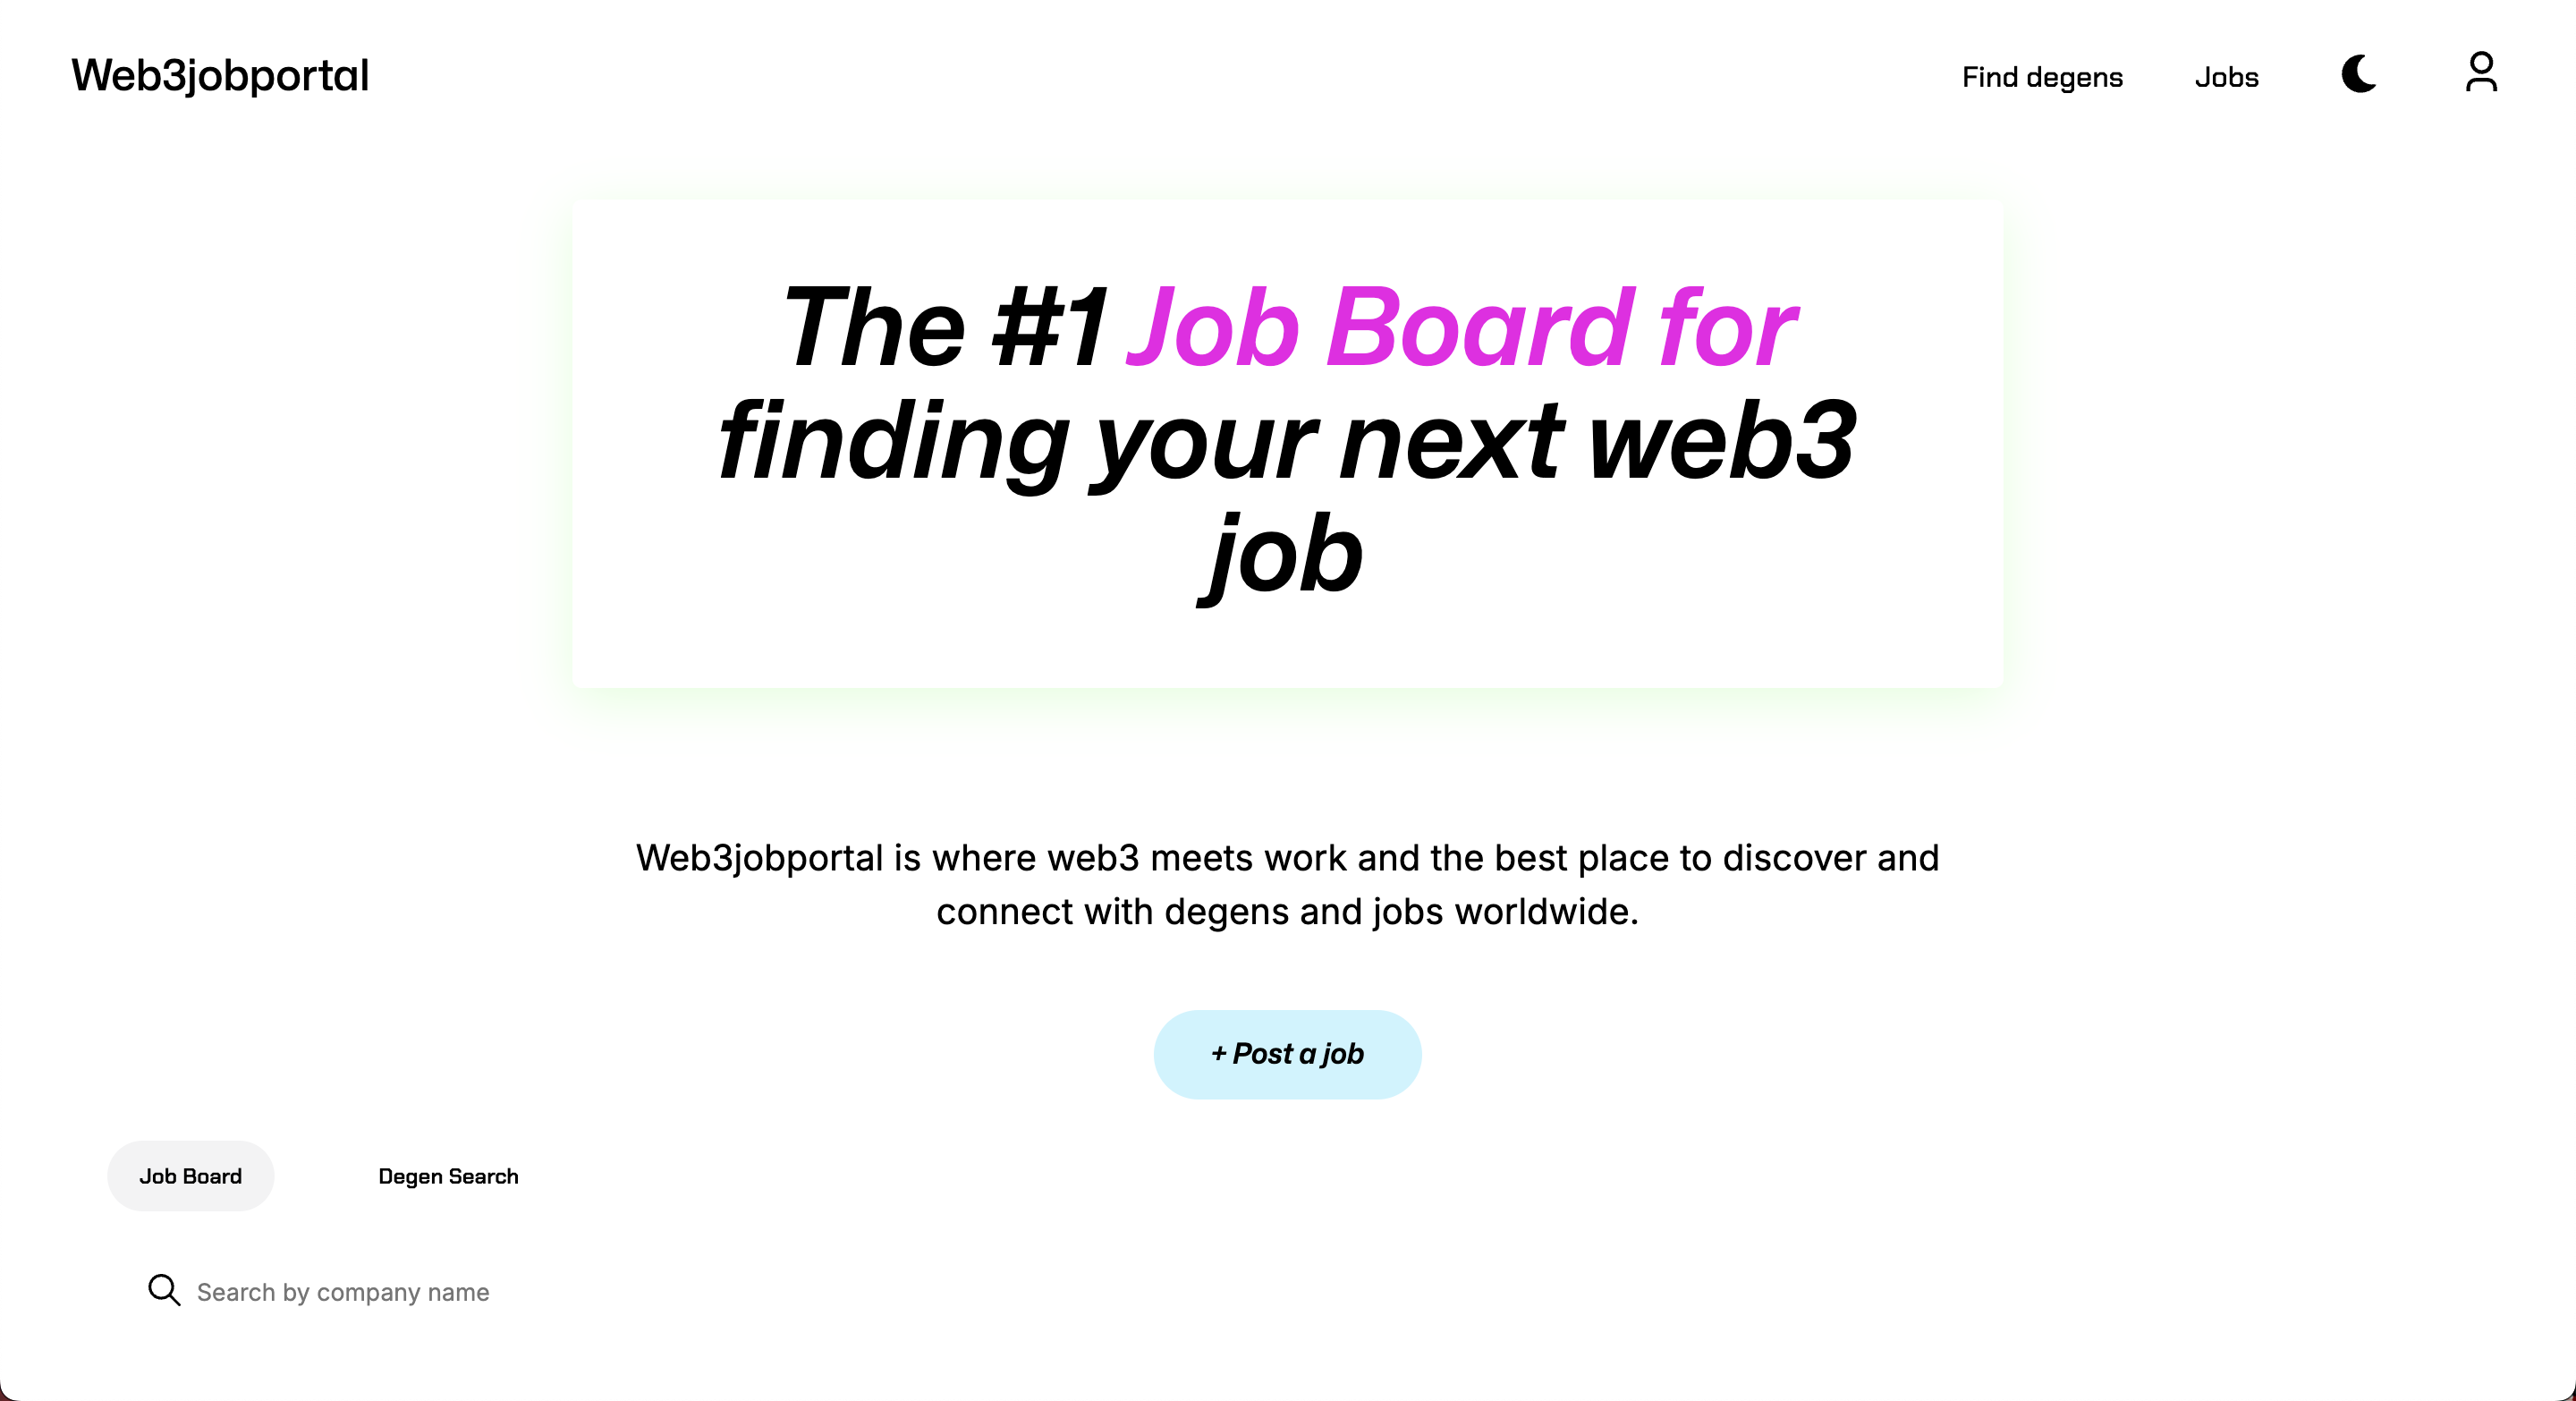 Web3jobportal
Find degens
Jobs
The #1 Job Board for
finding your next web3
job
Web3jobportal is where web3 meets work and the best place to discover and
connect with degens and jobs worldwide.
+ Post a job
Job Board
Degen Search
Search by company name